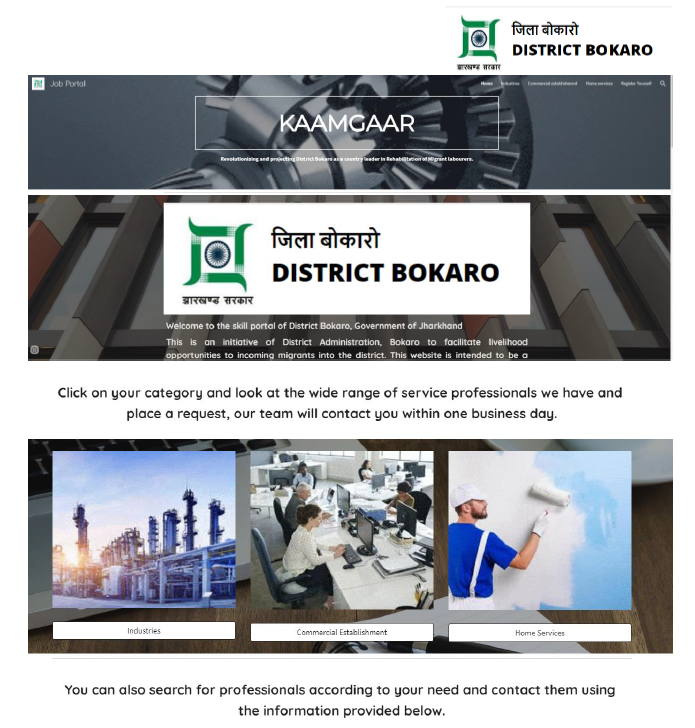 जिला बोकारो
DISTRICT BOKARO
झारखण्ड सरकार
Job Portal
Home Industries Commercial establishment Home services Register Yourself
KAAMGAAR
Revolutionising and projecting District Bokaro as a country leader in Rehabilitation of Migrant labourers.
जिला बोकारो
DISTRICT BOKARO
झारखण्ड सरकार
Welcome to the skill portal of District Bokaro, Government of Jharkhand
This is an initiative of District Administration, Bokaro to facilitate livelihood
opportunities to incoming migrants into the district. This website is intended to be a
Click on your category and look at the wide range of service professionals we have and
place a request, our team will contact you within one business day.
Industries
Commercial Establishment
Home Services
You can also search for professionals according to your need and contact them using
the information provided below.